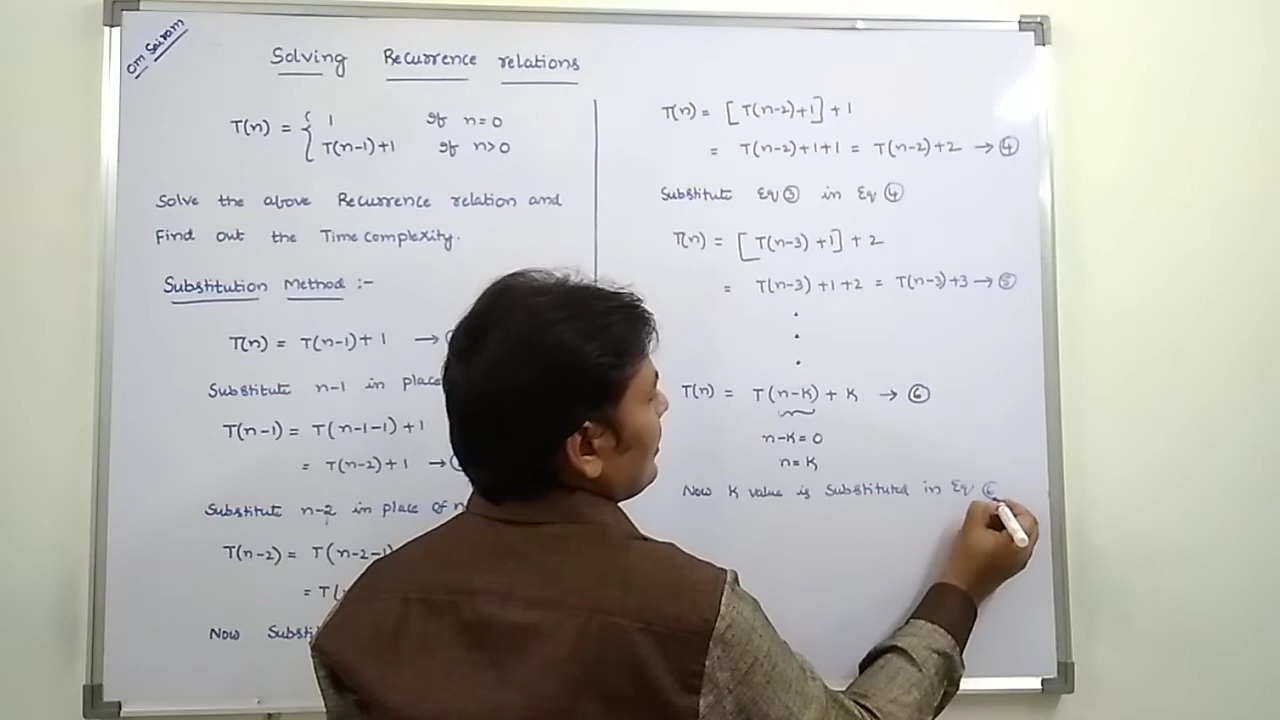 Om Sairam
Solving Recurrence relations
T(n) = { 1 if n=0
T(n-1)+1 if n>0
Solve the above Recurrence relation and
Find out the Time complexity.
Substitution Method :-
T(n) = T(n-1)+1 →
Substitute n-1 in place
T(n-1) = T(n-1-1)+1
= T(n-2)+1 →
Substitute n-2 in place of n
T(n-2) = T(n-2-1)
= T(
Now Substi
T(n) = [T(n-2)+1]+1
= T(n-2)+1+1 = T(n-2)+2 → ④
Substitute Eq ③ in Eq ④
T(n) = [T(n-3)+1]+2
= T(n-3)+1+2 = T(n-3)+3 → ⑤
.
.
.
T(n) = T(n-K)+K → ⑥
n-K=0
n=K
Now K value is Substituted in Eq ⑥